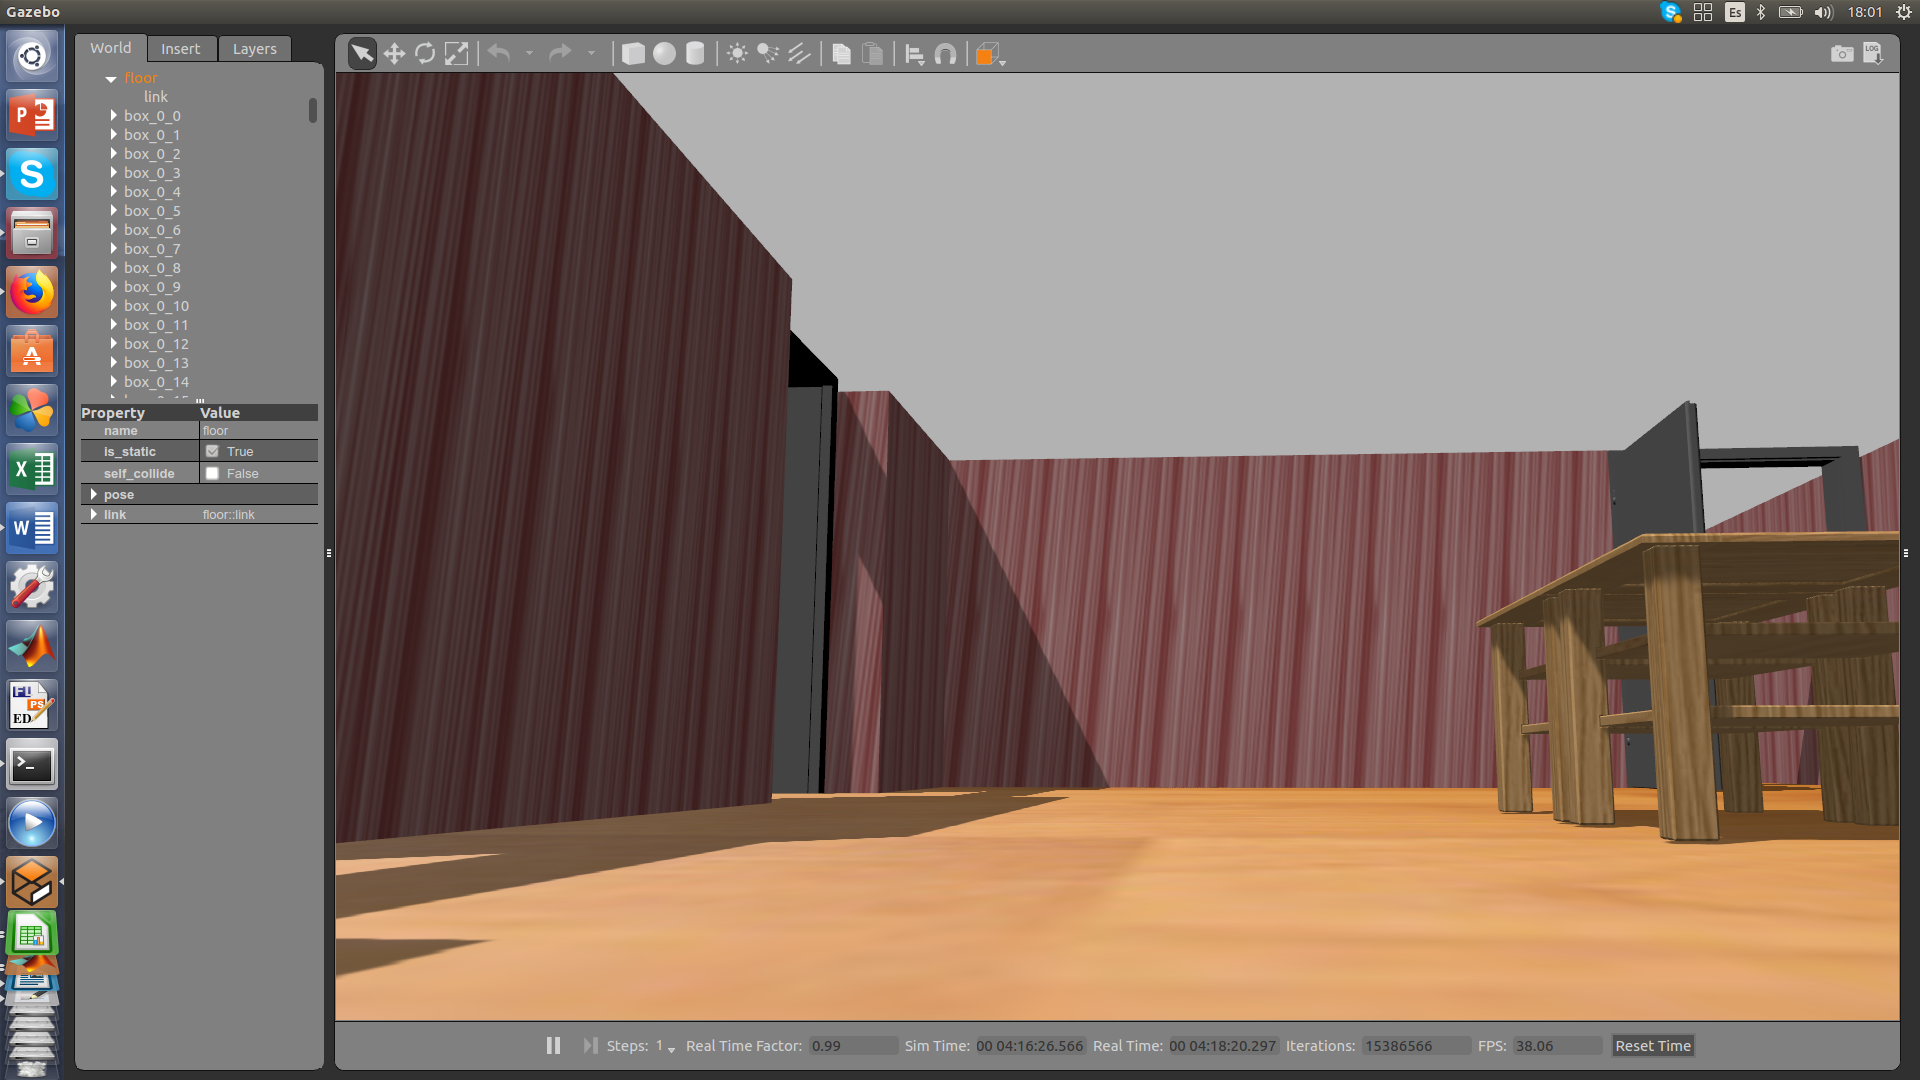 Gazebo
Es
18:01
World
Insert
Layers
LOG
floor
link
box_0_0
box_0_1
box_0_2
box_0_3
box_0_4
box_0_5
box_0_6
box_0_7
box_0_8
box_0_9
box_0_10
box_0_11
box_0_12
box_0_13
box_0_14
Property Value
name floor
is_static True
self_collide False
pose
link floor::link
Steps: 1 Real Time Factor: 0.99 Sim Time: 00 04:16:26.566 Real Time: 00 04:18:20.297 Iterations: 15386566 FPS: 38.06 Reset Time